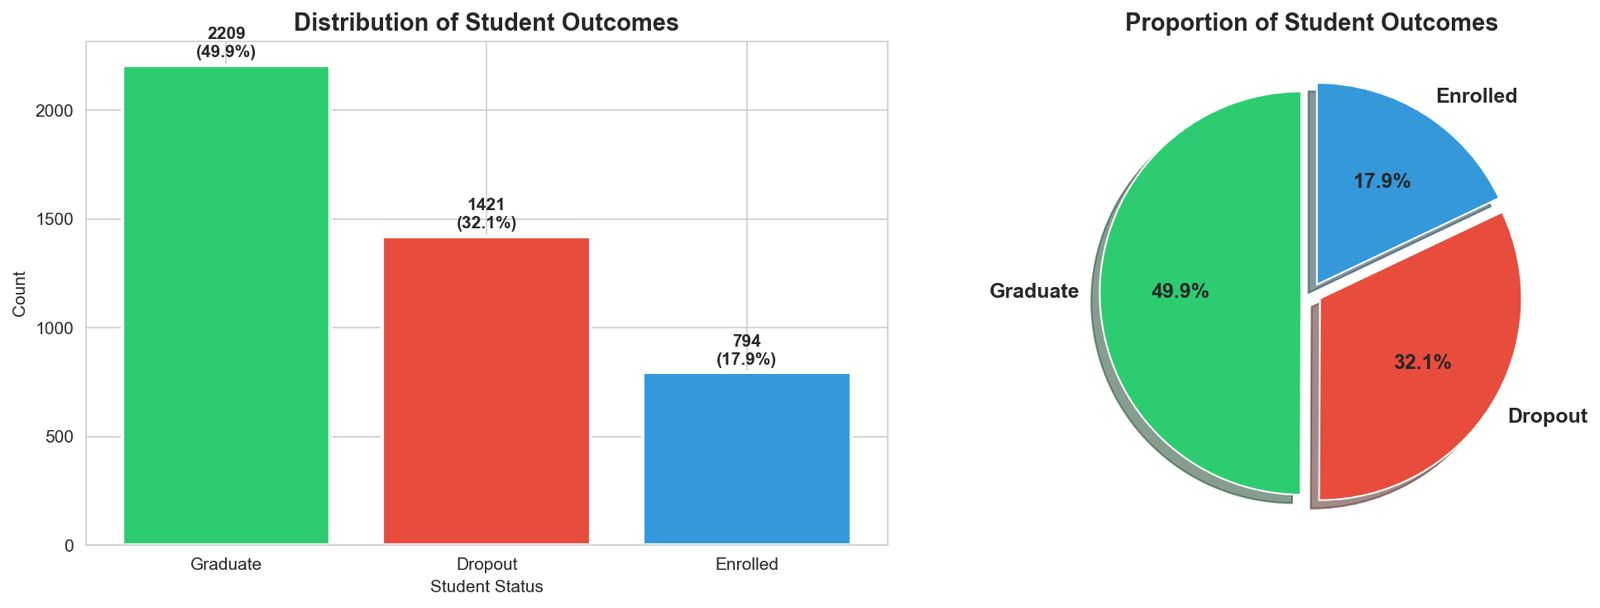 Distribution of Student Outcomes
2209
(49.9%)
1421
(32.1%)
794
(17.9%)
2000
1500
1000
500
0
Count
Graduate
Dropout
Enrolled
Student Status
Proportion of Student Outcomes
Enrolled
17.9%
Graduate
49.9%
32.1%
Dropout